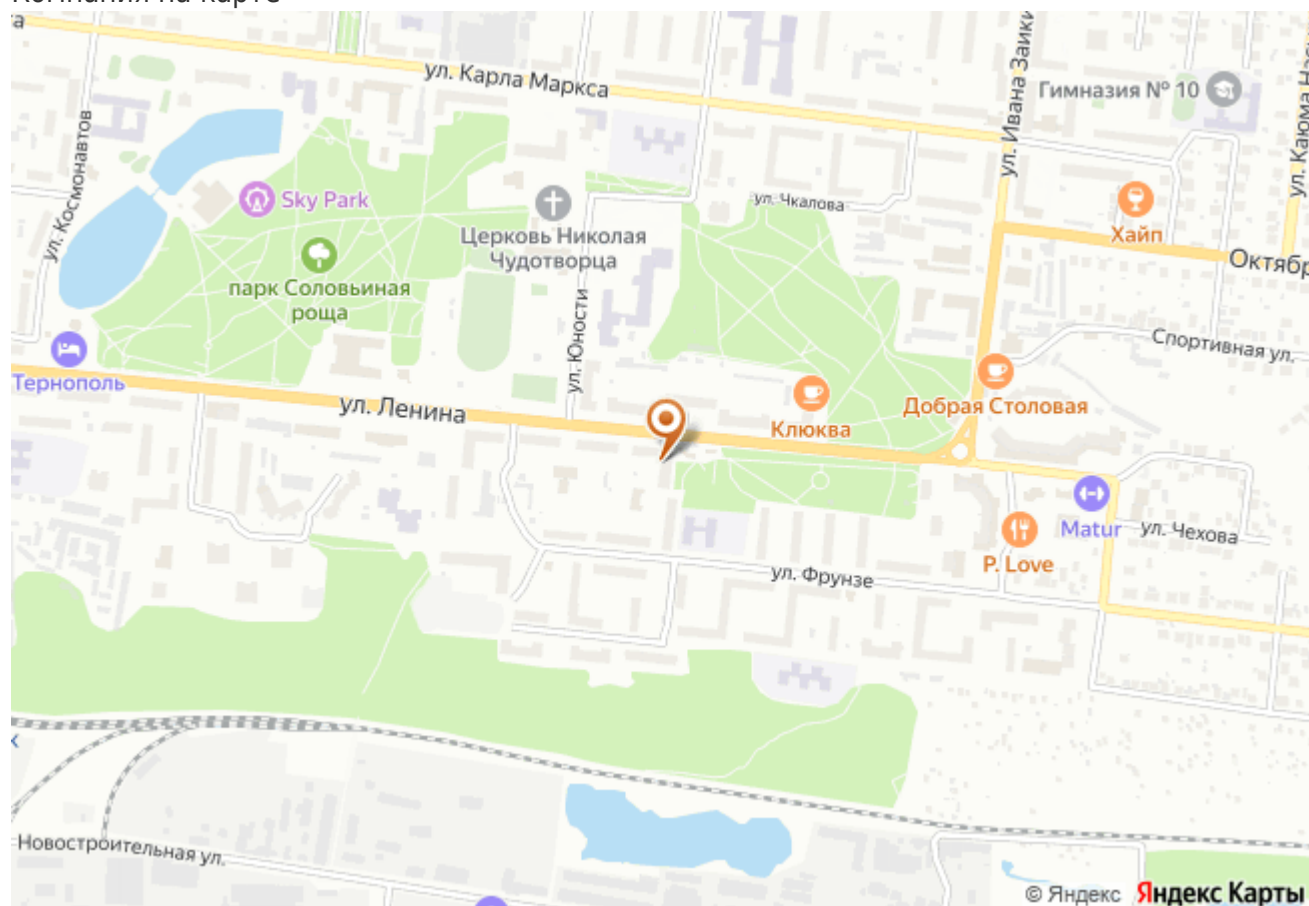 ул. Карла Маркса
ул. Ивана Заики
Гимназия № 10
ул. Космонавтов
Sky Park
ул. Чкалова
Хайп
Церковь Николая
Чудотворца
Октябр
парк Соловьиная
роща
ул. Юности
Спортивная ул.
Тернополь
ул. Ленина
Клюква
Добрая Столовая
Matur
ул. Чехова
P. Love
ул. Фрунзе
Новостроительная ул.
© Яндекс Яндекс Карты